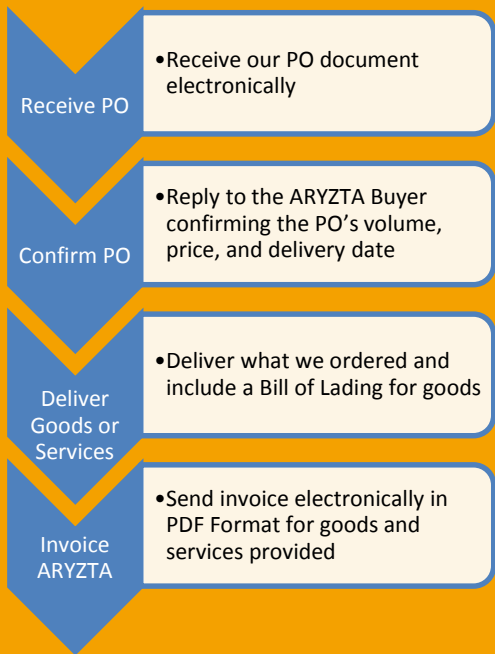 Receive PO
•Receive our PO document
electronically
Confirm PO
•Reply to the ARYZTA Buyer
confirming the PO’s volume,
price, and delivery date
Deliver
Goods or
Services
•Deliver what we ordered and
include a Bill of Lading for goods
Invoice
ARYZTA
•Send invoice electronically in
PDF Format for goods and
services provided